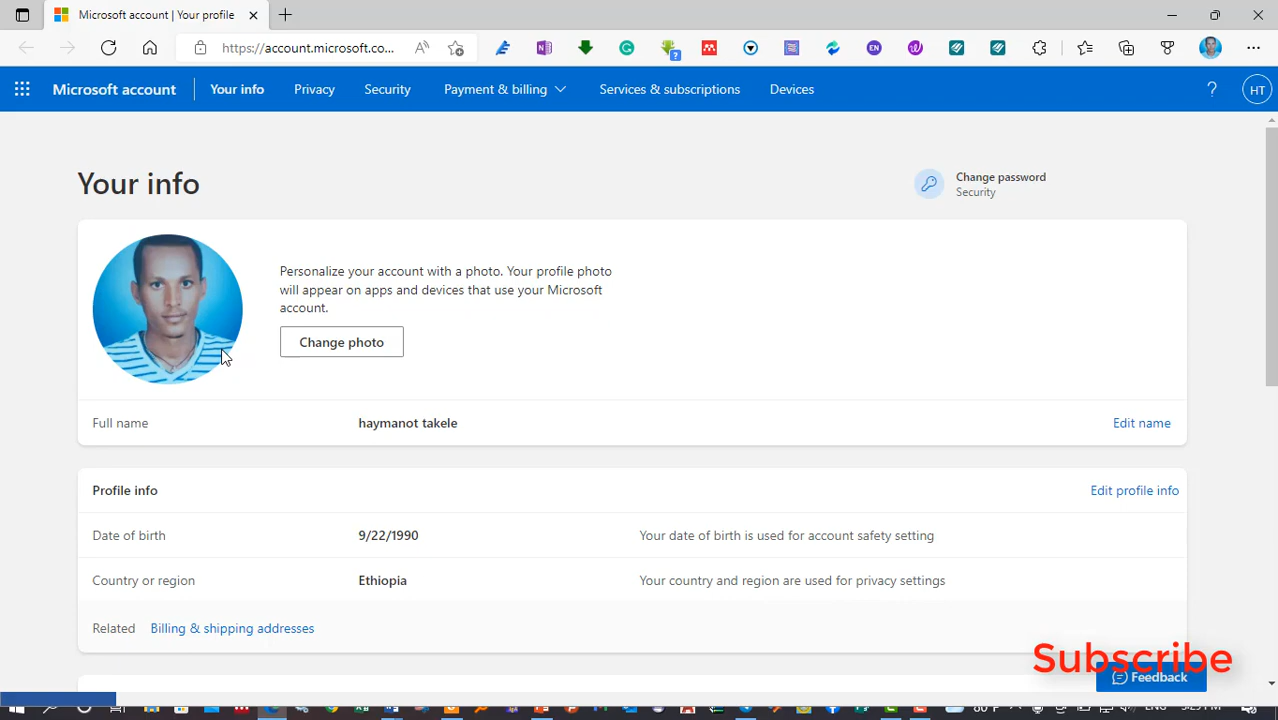 Microsoft account | Your profile
https://account.microsoft.co...
Microsoft account
Your info
Privacy
Security
Payment & billing
Services & subscriptions
Devices
?
HT
Your info
Change password
Security
Personalize your account with a photo. Your profile photo
will appear on apps and devices that use your Microsoft
account.
Change photo
Full name
haymanot takele
Edit name
Profile info
Edit profile info
Date of birth
9/22/1990
Your date of birth is used for account safety setting
Country or region
Ethiopia
Your country and region are used for privacy settings
Related
Billing & shipping addresses
Subscribe
Feedback